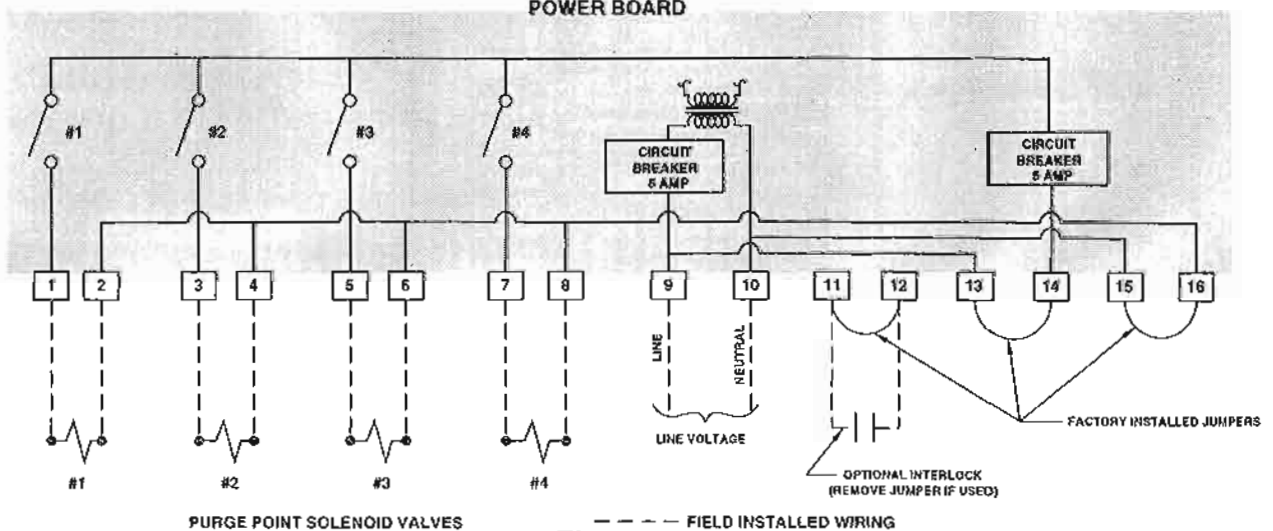 POWER BOARD
#1
#2
#3
#4
CIRCUIT
BREAKER
5 AMP
CIRCUIT
BREAKER
5 AMP
1
2
3
4
5
6
7
8
9
10
11
12
13
14
15
16
LINE
NEUTRAL
LINE VOLTAGE
FACTORY INSTALLED JUMPERS
OPTIONAL INTERLOCK
(REMOVE JUMPER IF USED)
#1
#2
#3
#4
PURGE POINT SOLENOID VALVES
FIELD INSTALLED WIRING